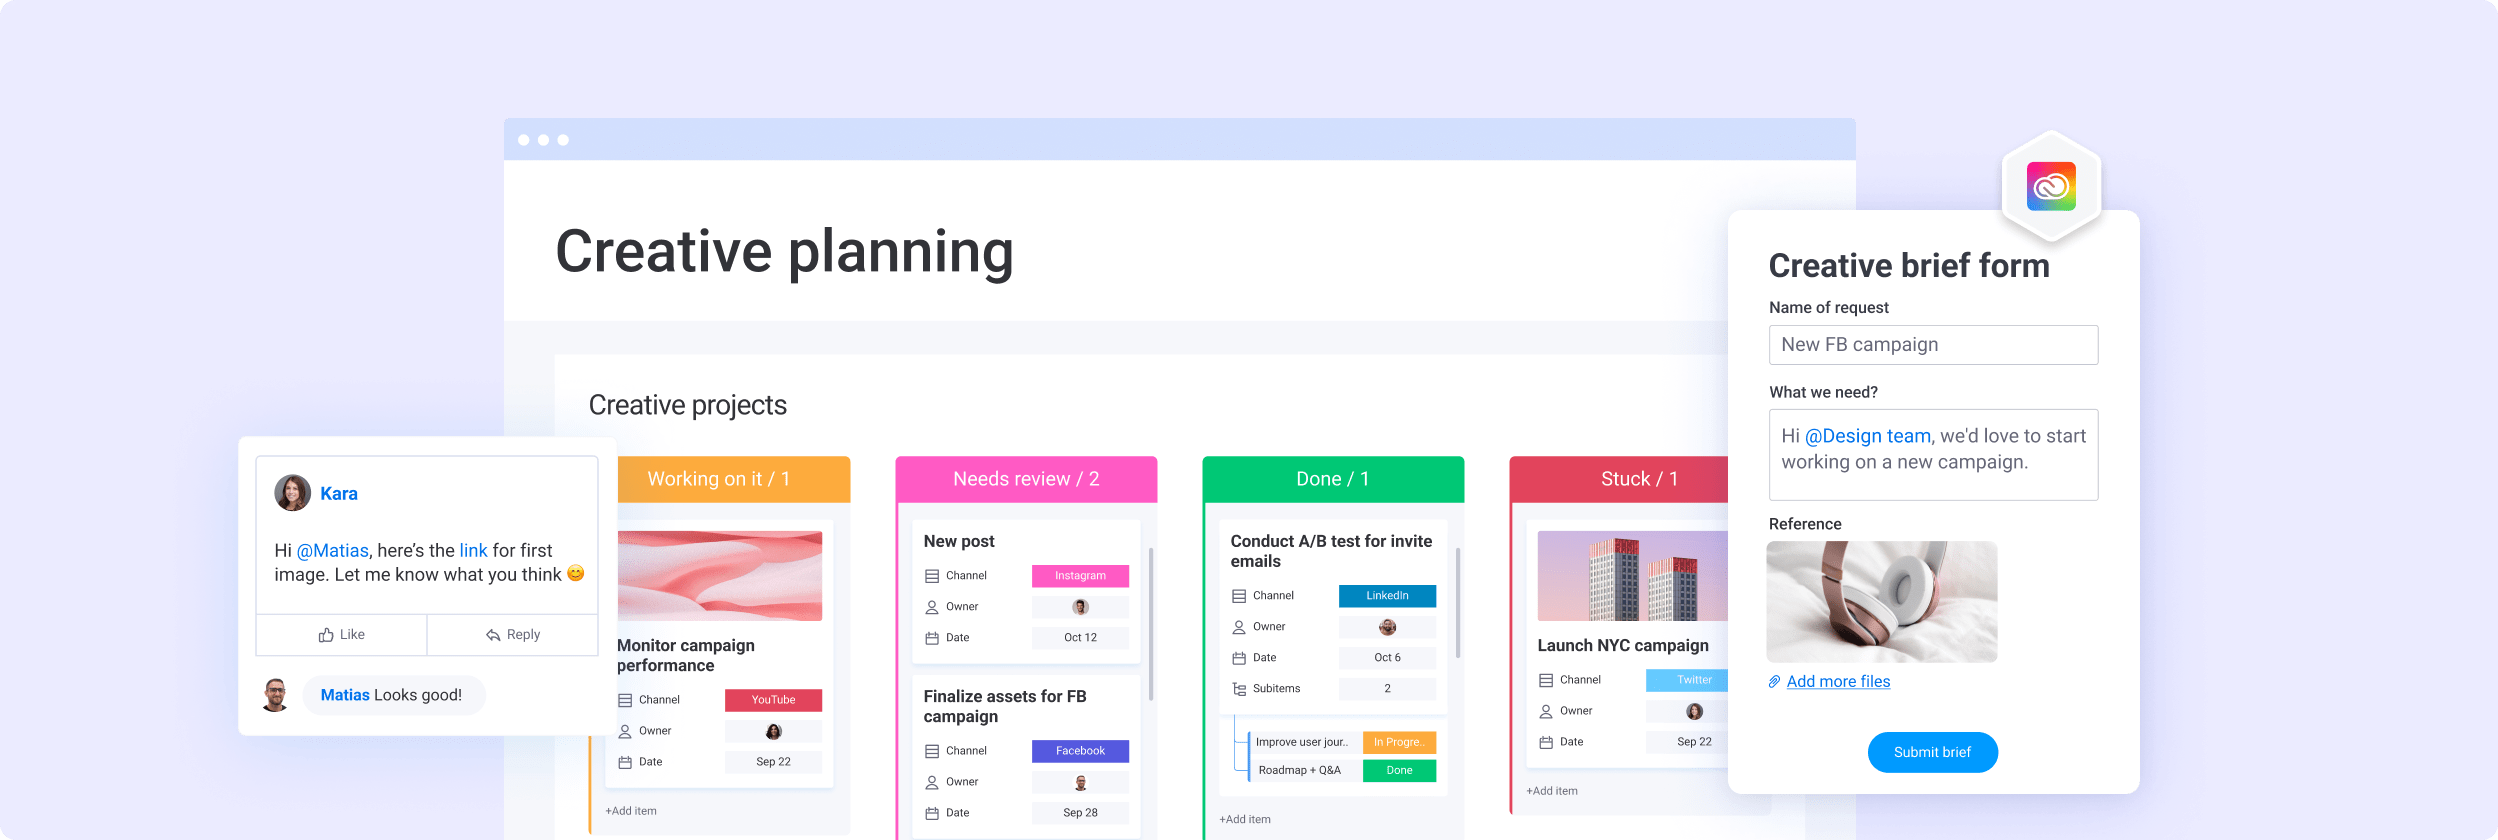 Creative planning
Creative projects
Kara
Hi @Matias, here's the link for first
image. Let me know what you think 😊
Like
Reply
Matias Looks good!
Working on it / 1
Monitor campaign
performance
Channel YouTube
Owner
Date Sep 22
+Add item
Needs review / 2
New post
Channel Instagram
Owner
Date Oct 12
Finalize assets for FB
campaign
Channel Facebook
Owner
Date Sep 28
Done / 1
Conduct A/B test for invite
emails
Channel LinkedIn
Owner
Date Oct 6
Subitems 2
Improve user jour.. In Progre..
Roadmap + Q&A Done
+Add item
Stuck / 1
Launch NYC campaign
Channel Twitter
Owner
Date Sep 22
+Add item
Creative brief form
Name of request
New FB campaign
What we need?
Hi @Design team, we'd love to start
working on a new campaign.
Reference
Add more files
Submit brief